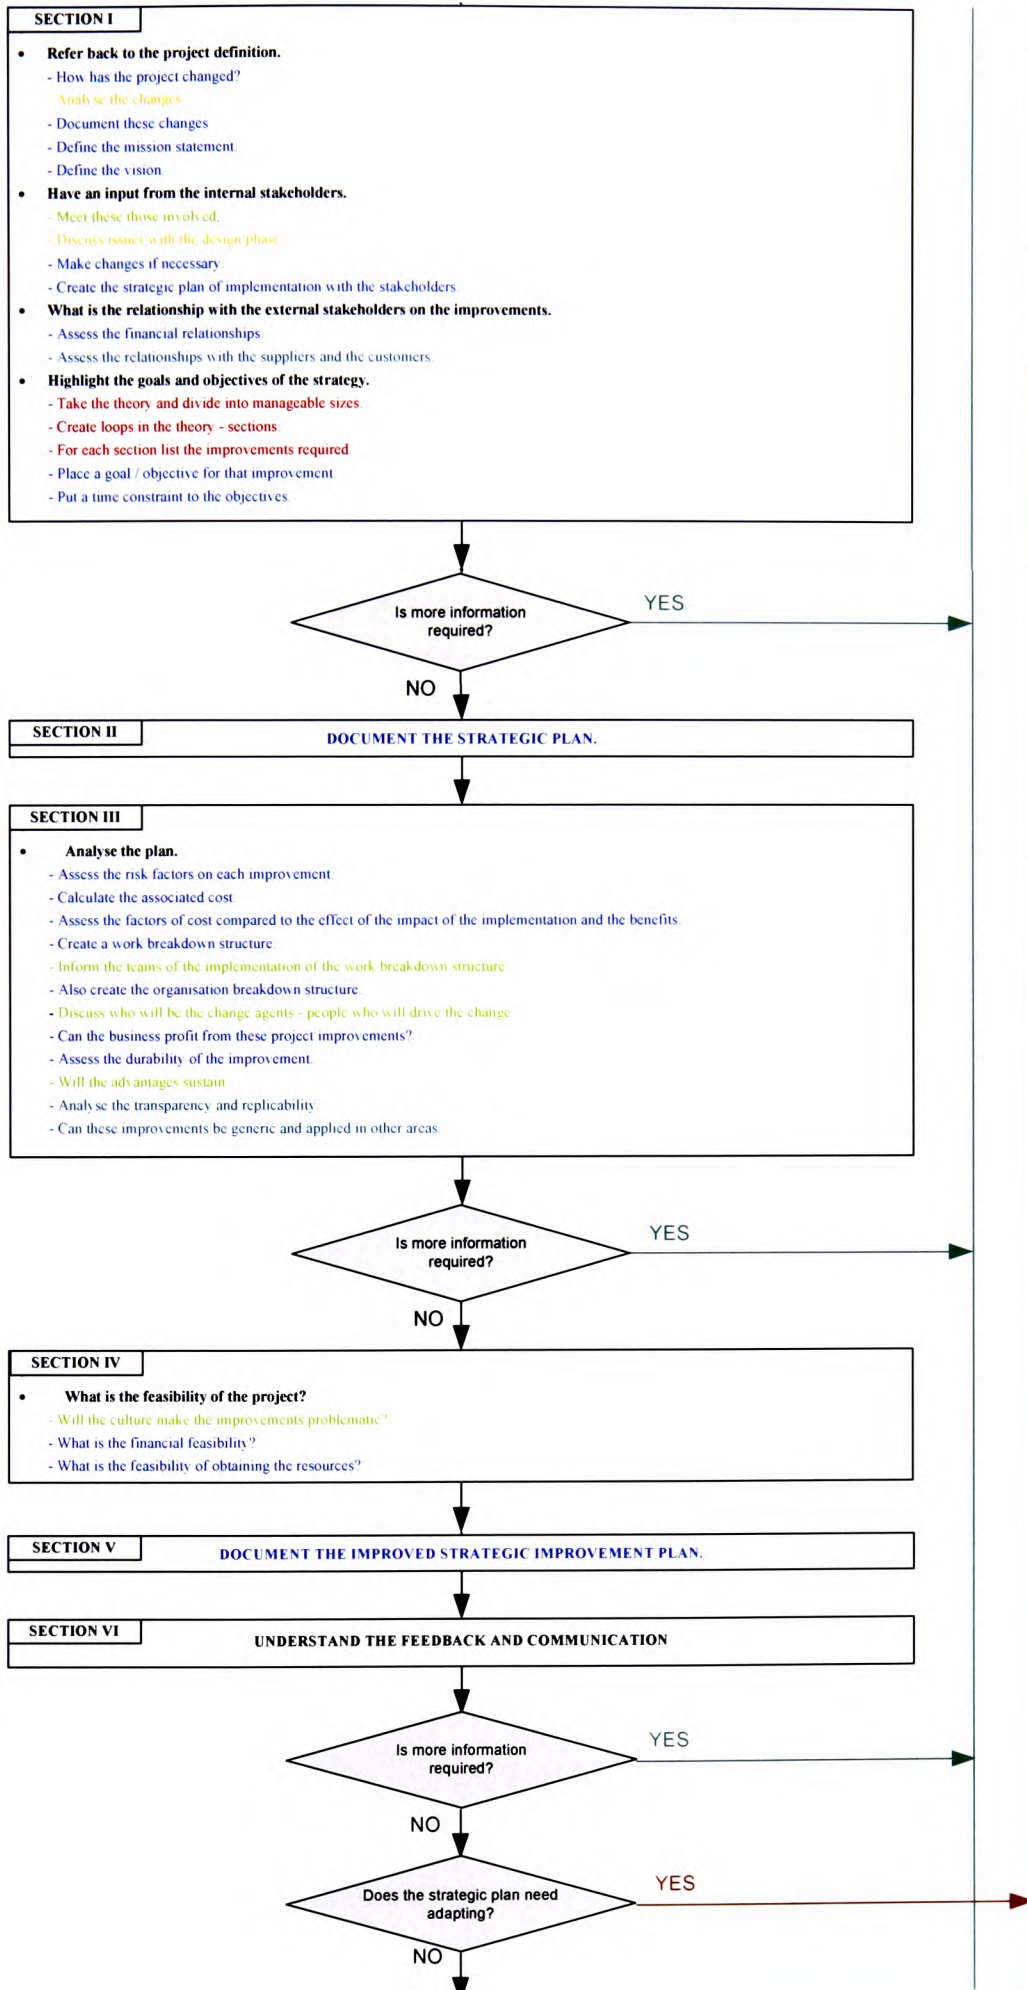 SECTION I
• Refer back to the project definition.
- How has the project changed?
Analyse the changes
- Document these changes
- Define the mission statement.
- Define the vision.
• Have an input from the internal stakeholders.
- Meet these those involved.
- Discuss issues with the design phase
- Make changes if necessary.
- Create the strategic plan of implementation with the stakeholders.
• What is the relationship with the external stakeholders on the improvements.
- Assess the financial relationships.
- Assess the relationships with the suppliers and the customers.
• Highlight the goals and objectives of the strategy.
- Take the theory and divide into manageable sizes.
- Create loops in the theory - sections.
- For each section list the improvements required.
- Place a goal / objective for that improvement.
- Put a time constraint to the objectives.
Is more information
required?
YES
NO
SECTION II
DOCUMENT THE STRATEGIC PLAN.
SECTION III
• Analyse the plan.
- Assess the risk factors on each improvement.
- Calculate the associated cost.
- Assess the factors of cost compared to the effect of the impact of the implementation and the benefits.
- Create a work breakdown structure.
- Inform the teams of the implementation of the work breakdown structure
- Also create the organisation breakdown structure.
- Discuss who will be the change agents - people who will drive the change
- Can the business profit from these project improvements?
- Assess the durability of the improvement.
- Will the advantages sustain
- Analyse the transparency and replicability.
- Can these improvements be generic and applied in other areas.
Is more information
required?
YES
NO
SECTION IV
• What is the feasibility of the project?
- Will the culture make the improvements problematic?
- What is the financial feasibility?
- What is the feasibility of obtaining the resources?
SECTION V
DOCUMENT THE IMPROVED STRATEGIC IMPROVEMENT PLAN.
SECTION VI
UNDERSTAND THE FEEDBACK AND COMMUNICATION
Is more information
required?
YES
NO
Does the strategic plan need
adapting?
YES
NO